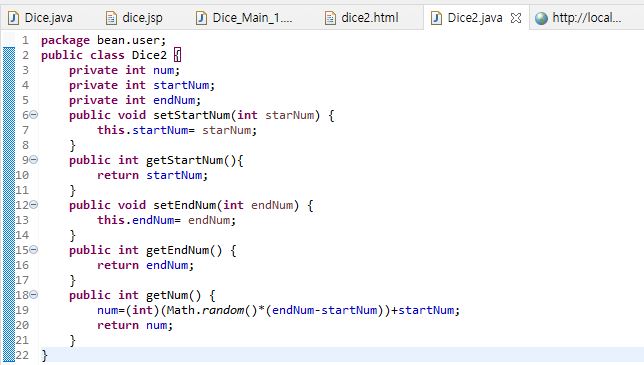 Dice.java dice.jsp Dice_Main_1.... dice2.html Dice2.java http://local...
1 package bean.user;
2 public class Dice2 {
3 private int num;
4 private int startNum;
5 private int endNum;
6 public void setStartNum(int starNum) {
7 this.startNum= starNum;
8 }
9 public int getStartNum(){
10 return startNum;
11 }
12 public void setEndNum(int endNum) {
13 this.endNum= endNum;
14 }
15 public int getEndNum() {
16 return endNum;
17 }
18 public int getNum() {
19 num=(int)(Math.random()*(endNum-startNum))+startNum;
20 return num;
21 }
22 }